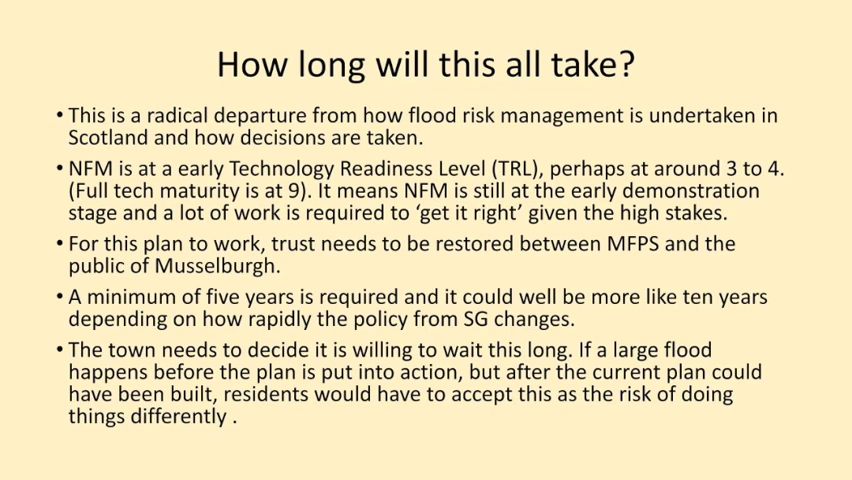 How long will this all take?
• This is a radical departure from how flood risk management is undertaken in
Scotland and how decisions are taken.
• NFM is at a early Technology Readiness Level (TRL), perhaps at around 3 to 4.
(Full tech maturity is at 9). It means NFM is still at the early demonstration
stage and a lot of work is required to ‘get it right’ given the high stakes.
• For this plan to work, trust needs to be restored between MFPS and the
public of Musselburgh.
• A minimum of five years is required and it could well be more like ten years
depending on how rapidly the policy from SG changes.
• The town needs to decide it is willing to wait this long. If a large flood
happens before the plan is put into action, but after the current plan could
have been built, residents would have to accept this as the risk of doing
things differently .